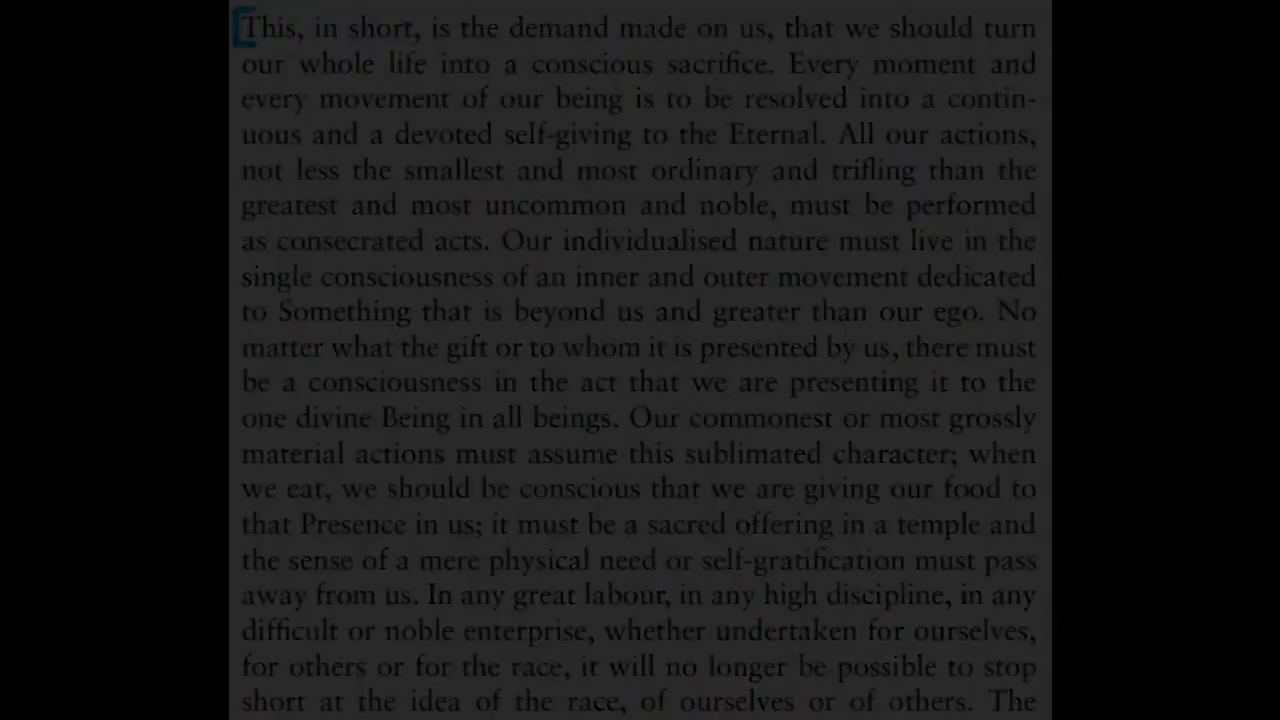 This, in short, is the demand made on us, that we should turn
our whole life into a conscious sacrifice. Every moment and
every movement of our being is to be resolved into a contin-
uous and a devoted self-giving to the Eternal. All our actions,
not less the smallest and most ordinary and trifling than the
greatest and most uncommon and noble, must be performed
as consecrated acts. Our individualised nature must live in the
single consciousness of an inner and outer movement dedicated
to Something that is beyond us and greater than our ego. No
matter what the gift or to whom it is presented by us, there must
be a consciousness in the act that we are presenting it to the
one divine Being in all beings. Our commonest or most grossly
material actions must assume this sublimated character; when
we eat, we should be conscious that we are giving our food to
that Presence in us; it must be a sacred offering in a temple and
the sense of a mere physical need or self-gratification must pass
away from us. In any great labour, in any high discipline, in any
difficult or noble enterprise, whether undertaken for ourselves,
for others or for the race, it will no longer be possible to stop
short at the idea of the race, of ourselves or of others. The